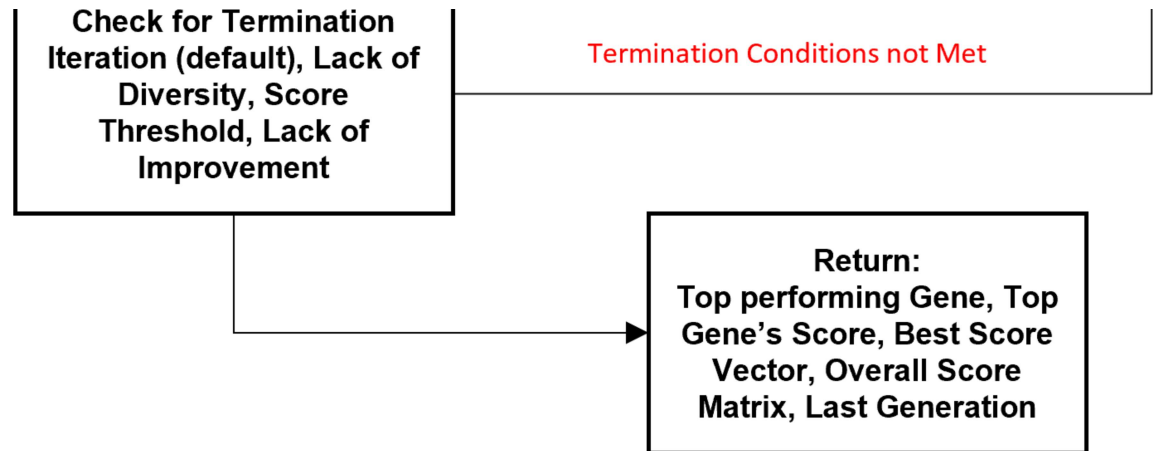 Check for Termination
Iteration (default), Lack of
Diversity, Score
Threshold, Lack of
Improvement
Termination Conditions not Met
Return:
Top performing Gene, Top
Gene’s Score, Best Score
Vector, Overall Score
Matrix, Last Generation